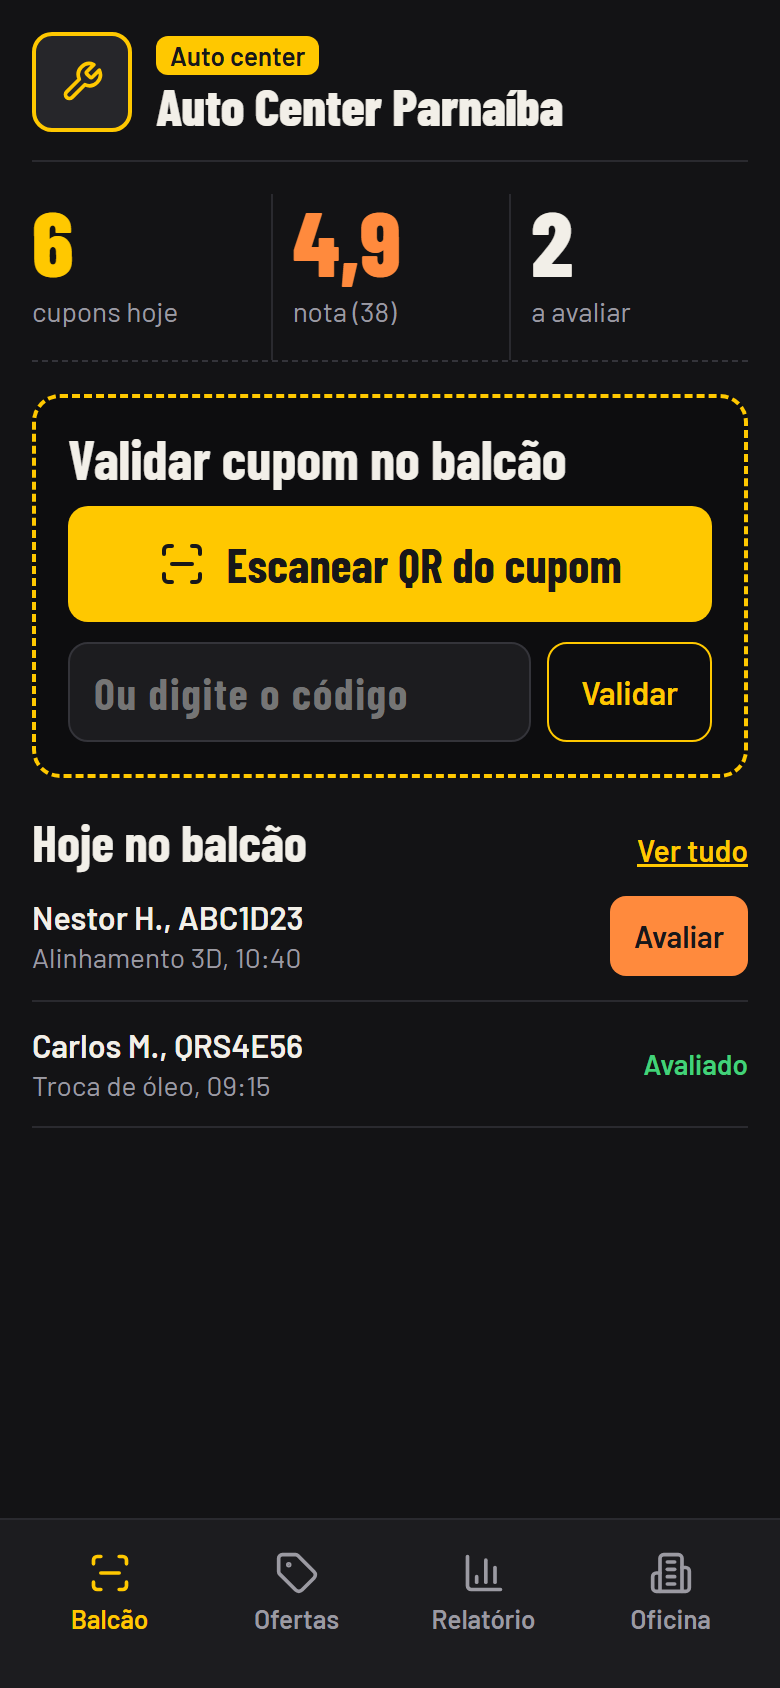 Auto center
Auto Center Parnaíba
6
cupons hoje
4,9
nota (38)
2
a avaliar
Validar cupom no balcão
Escanear QR do cupom
Ou digite o código
Validar
Hoje no balcão
Ver tudo
Nestor H., ABC1D23
Alinhamento 3D, 10:40
Avaliar
Carlos M., QRS4E56
Troca de óleo, 09:15
Avaliado
Balcão
Ofertas
Relatório
Oficina